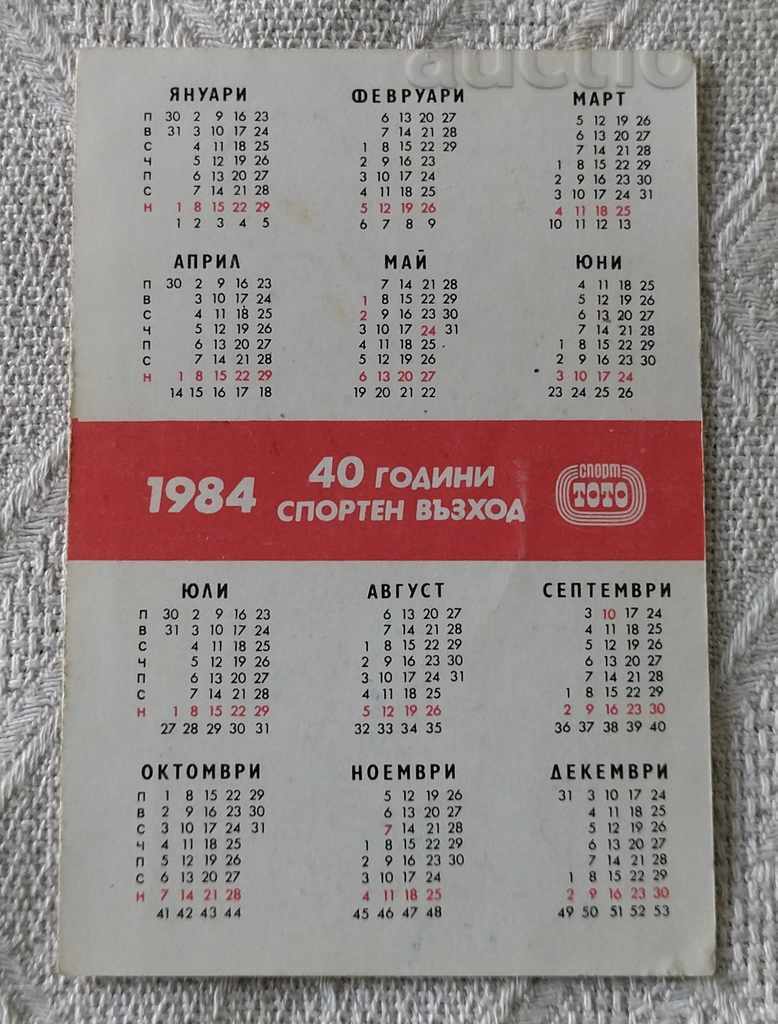 auctio
ЯНУАРИ
П 30 2 9 16 23
В 31 3 10 17 24
С 4 11 18 25
Ч 5 12 19 26
П 6 13 20 27
С 7 14 21 28
Н 1 8 15 22 29
1 2 3 4 5
ФЕВРУАРИ
6 13 20 27
7 14 21 28
1 8 15 22 29
2 9 16 23
3 10 17 24
4 11 18 25
5 12 19 26
6 7 8 9
МАРТ
5 12 19 26
6 13 20 27
7 14 21 28
1 8 15 22 29
2 9 16 23 30
3 10 17 24 31
4 11 18 25
10 11 12 13
АПРИЛ
П 30 2 9 16 23
В 3 10 17 24
С 4 11 18 25
Ч 5 12 19 26
П 6 13 20 27
С 7 14 21 28
Н 1 8 15 22 29
14 15 16 17 18
МАЙ
7 14 21 28
1 8 15 22 29
2 9 16 23 30
3 10 17 24 31
4 11 18 25
5 12 19 26
6 13 20 27
19 20 21 22
ЮНИ
4 11 18 25
5 12 19 26
6 13 20 27
7 14 21 28
1 8 15 22 29
2 9 16 23 30
3 10 17 24
23 24 25 26
1984
40 ГОДИНИ
СПОРТЕН ВЪЗХОД
спорт
ТОТО
ЮЛИ
П 30 2 9 16 23
В 31 3 10 17 24
С 4 11 18 25
Ч 5 12 19 26
П 6 13 20 27
С 7 14 21 28
Н 1 8 15 22 29
27 28 29 30 31
АВГУСТ
6 13 20 27
7 14 21 28
1 8 15 22 29
2 9 16 23 30
3 10 17 24 31
4 11 18 25
5 12 19 26
32 33 34 35
СЕПТЕМВРИ
3 10 17 24
4 11 18 25
5 12 19 26
6 13 20 27
7 14 21 28
1 8 15 22 29
2 9 16 23 30
36 37 38 39 40
ОКТОМВРИ
П 1 8 15 22 29
В 2 9 16 23 30
С 3 10 17 24 31
Ч 4 11 18 25
П 5 12 19 26
С 6 13 20 27
Н 7 14 21 28
41 42 43 44
НОЕМВРИ
5 12 19 26
6 13 20 27
7 14 21 28
1 8 15 22 29
2 9 16 23 30
3 10 17 24
4 11 18 25
45 46 47 48
ДЕКЕМВРИ
31 3 10 17 24
4 11 18 25
5 12 19 26
6 13 20 27
7 14 21 28
1 8 15 22 29
2 9 16 23 30
49 50 51 52 53